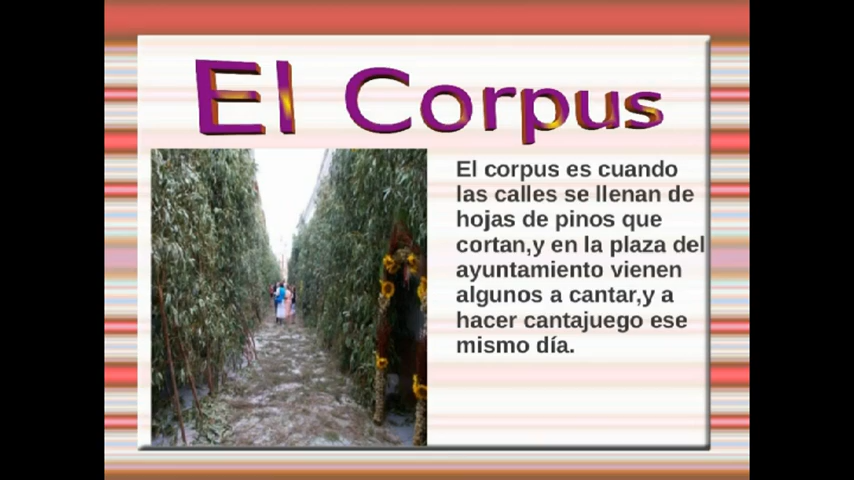 El Corpus
El corpus es cuando
las calles se llenan de
hojas de pinos que
cortan,y en la plaza del
ayuntamiento vienen
algunos a cantar,y a
hacer cantajuego ese
mismo día.